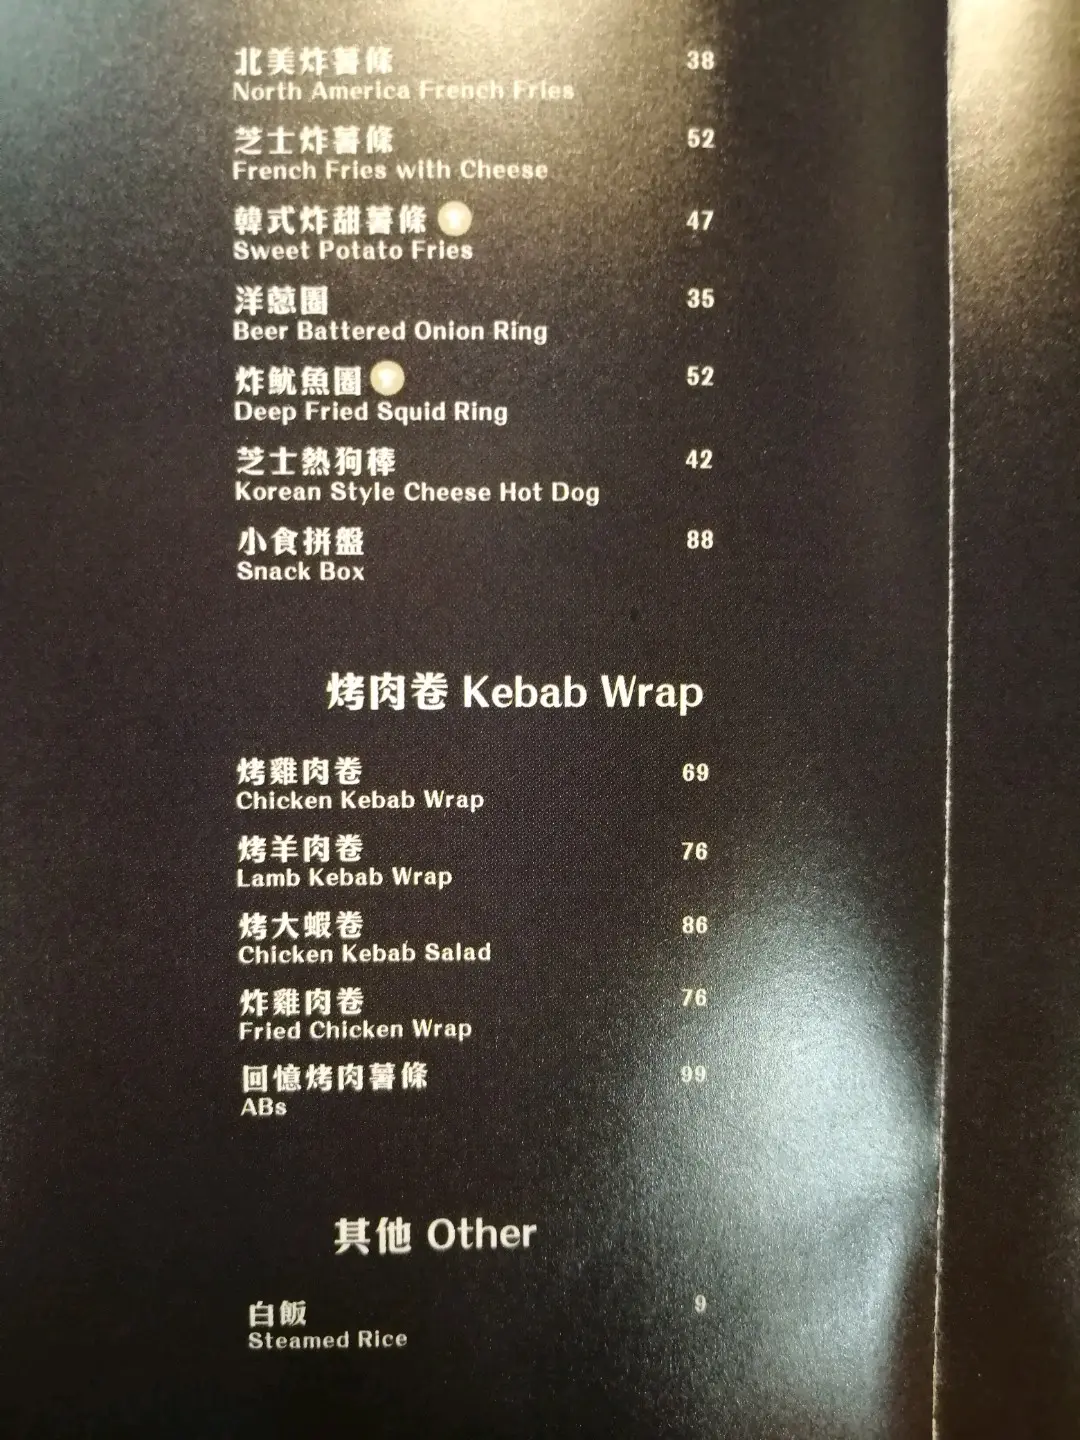 北美炸薯條 38
North America French Fries
芝士炸薯條 52
French Fries with Cheese
韓式炸甜薯條 47
Sweet Potato Fries
洋蔥圈 35
Beer Battered Onion Ring
炸魷魚圈 52
Deep Fried Squid Ring
芝士熱狗棒 42
Korean Style Cheese Hot Dog
小食拼盤 88
Snack Box
烤肉卷 Kebab Wrap
烤雞肉卷 69
Chicken Kebab Wrap
烤羊肉卷 76
Lamb Kebab Wrap
烤大蝦卷 86
Chicken Kebab Salad
炸雞肉卷 76
Fried Chicken Wrap
回憶烤肉薯條 99
ABs
其他 Other
白飯 9
Steamed Rice